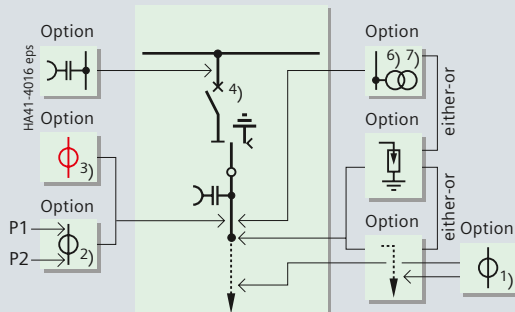 Option
HA41-4016 eps
4)
Option
3)
Option
P1
P2
2)
Option
6) 7)
either-or
Option
either-or
Option
Option
1)